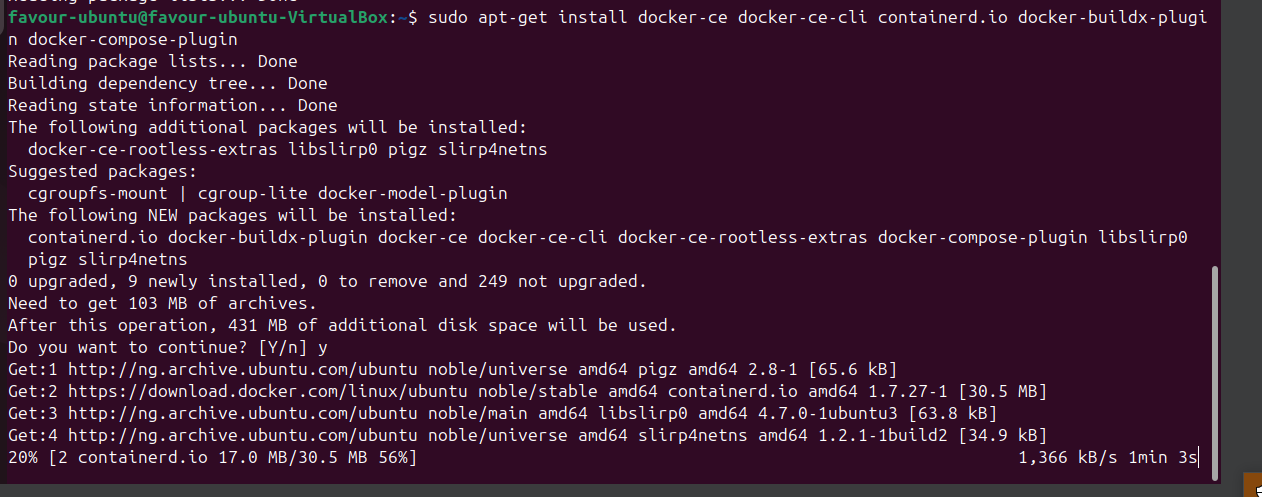 favour-ubuntu@favour-ubuntu-VirtualBox:~$ sudo apt-get install docker-ce docker-ce-cli containerd.io docker-buildx-plugi
n docker-compose-plugin
Reading package lists... Done
Building dependency tree... Done
Reading state information... Done
The following additional packages will be installed:
  docker-ce-rootless-extras libslirp0 pigz slirp4netns
Suggested packages:
  cgroupfs-mount | cgroup-lite docker-model-plugin
The following NEW packages will be installed:
  containerd.io docker-buildx-plugin docker-ce docker-ce-cli docker-ce-rootless-extras docker-compose-plugin libslirp0
  pigz slirp4netns
0 upgraded, 9 newly installed, 0 to remove and 249 not upgraded.
Need to get 103 MB of archives.
After this operation, 431 MB of additional disk space will be used.
Do you want to continue? [Y/n] y
Get:1 http://ng.archive.ubuntu.com/ubuntu noble/universe amd64 pigz amd64 2.8-1 [65.6 kB]
Get:2 https://download.docker.com/linux/ubuntu noble/stable amd64 containerd.io amd64 1.7.27-1 [30.5 MB]
Get:3 http://ng.archive.ubuntu.com/ubuntu noble/main amd64 libslirp0 amd64 4.7.0-1ubuntu3 [63.8 kB]
Get:4 http://ng.archive.ubuntu.com/ubuntu noble/universe amd64 slirp4netns amd64 1.2.1-1build2 [34.9 kB]
20% [2 containerd.io 17.0 MB/30.5 MB 56%] 1,366 kB/s 1min 3s